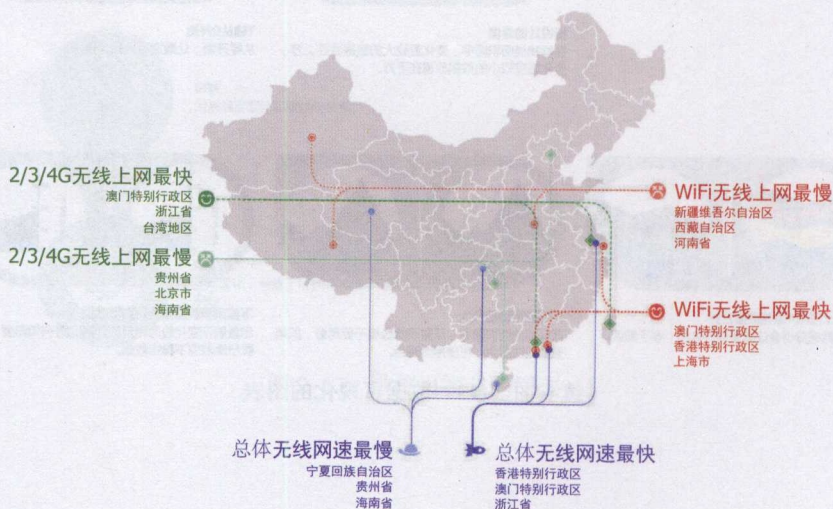 2/3/4G无线上网最快
澳门特别行政区
浙江省
台湾地区
2/3/4G无线上网最慢
贵州省
北京市
海南省
WiFi无线上网最慢
新疆维吾尔自治区
西藏自治区
河南省
WiFi无线上网最快
澳门特别行政区
香港特别行政区
上海市
总体无线网速最慢
宁夏回族自治区
贵州省
海南省
总体无线网速最快
香港特别行政区
澳门特别行政区
浙江省